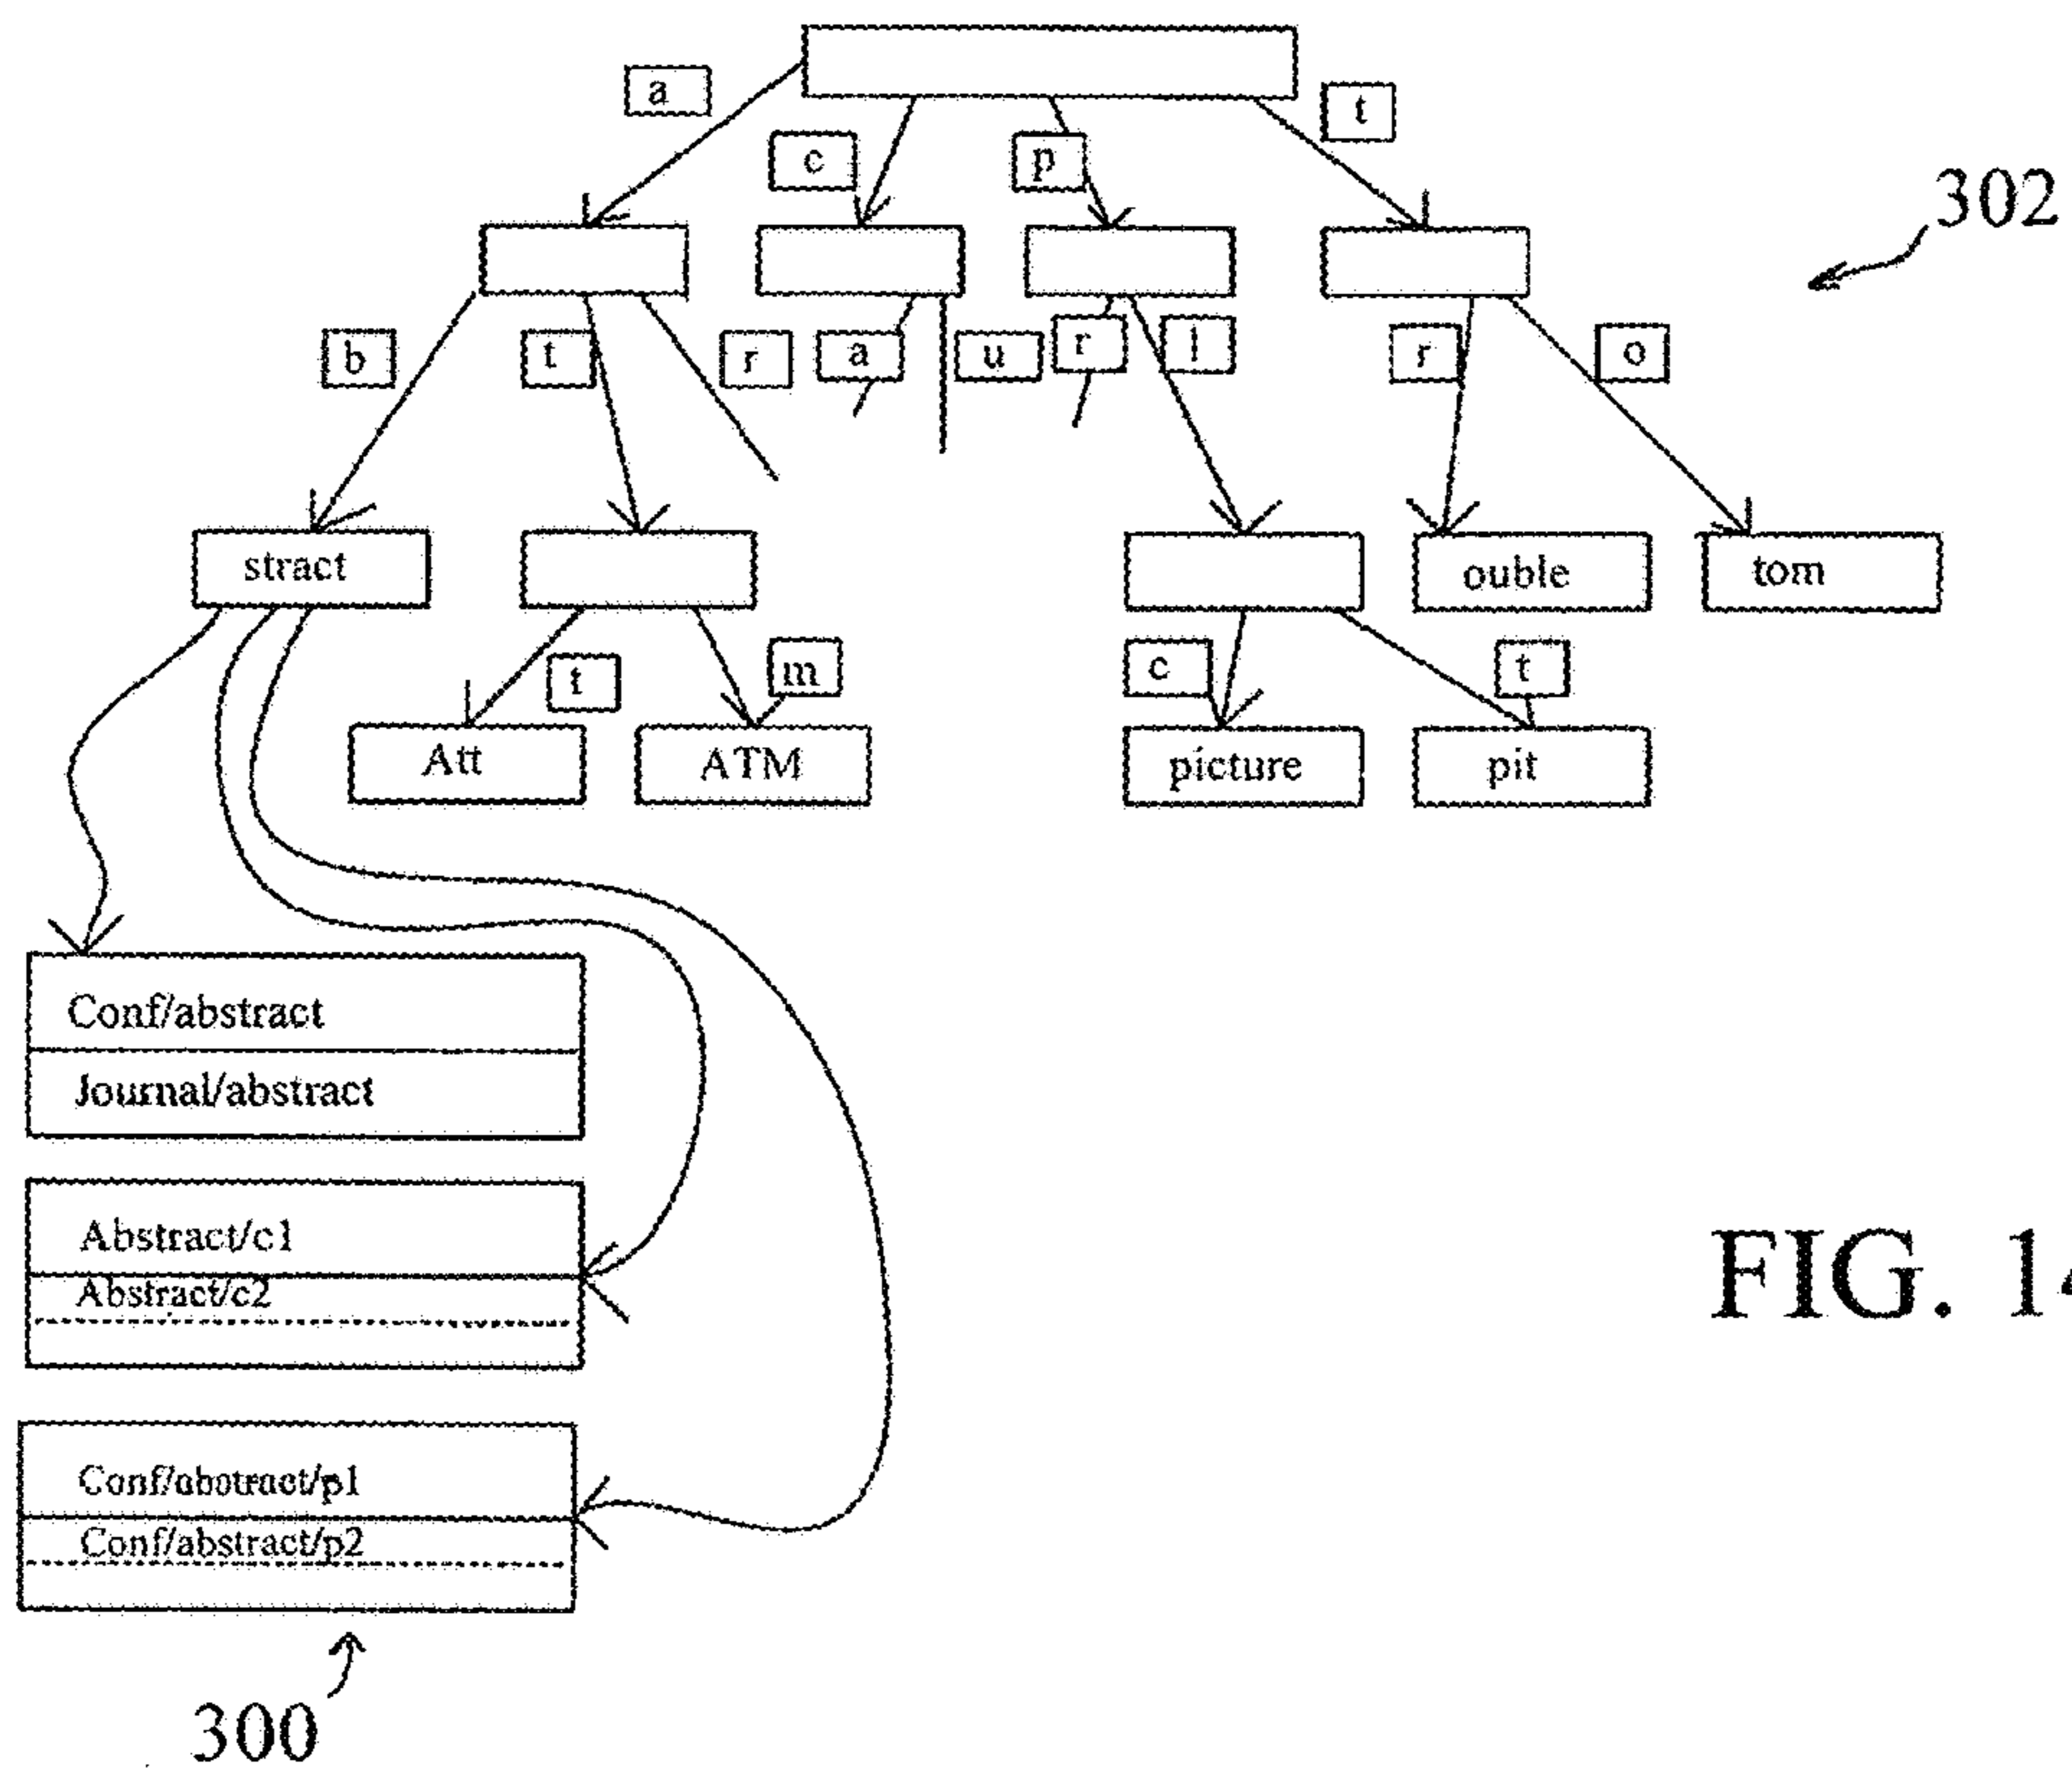 a
c
p
t
302
b
t
r
a
u
r
l
r
o
stract
ouble
tom
t
m
c
t
Att
ATM
picture
pit
Conf/abstract
Journal/abstract
Abstract/c1
Abstract/c2
Conf/abstract/p1
Conf/abstract/p2
300
FIG. 14